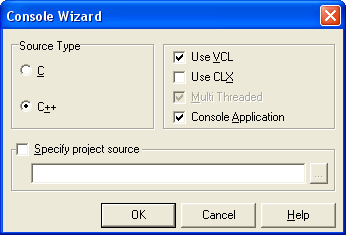 Console Wizard
Source Type
C
C++
Use VCL
Use CLX
Multi Threaded
Console Application
Specify project source
...
OK
Cancel
Help